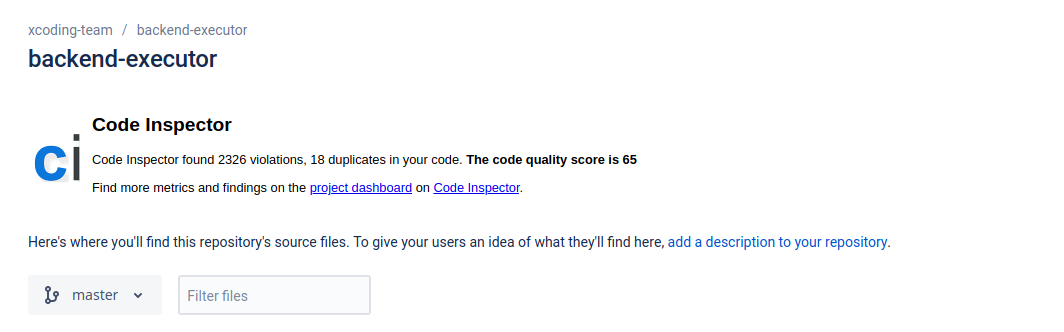 xcoding-team / backend-executor
backend-executor
Code Inspector
ci
Code Inspector found 2326 violations, 18 duplicates in your code. The code quality score is 65
Find more metrics and findings on the project dashboard on Code Inspector.
Here's where you'll find this repository's source files. To give your users an idea of what they'll find here, add a description to your repository.
master
Filter files